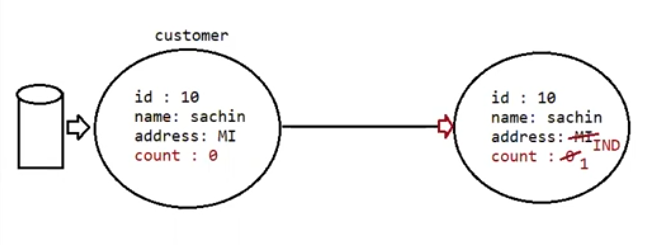 customer
id : 10
name: sachin
address: MI
count : 0
id : 10
name: sachin
address: MI IND
count : 0 1